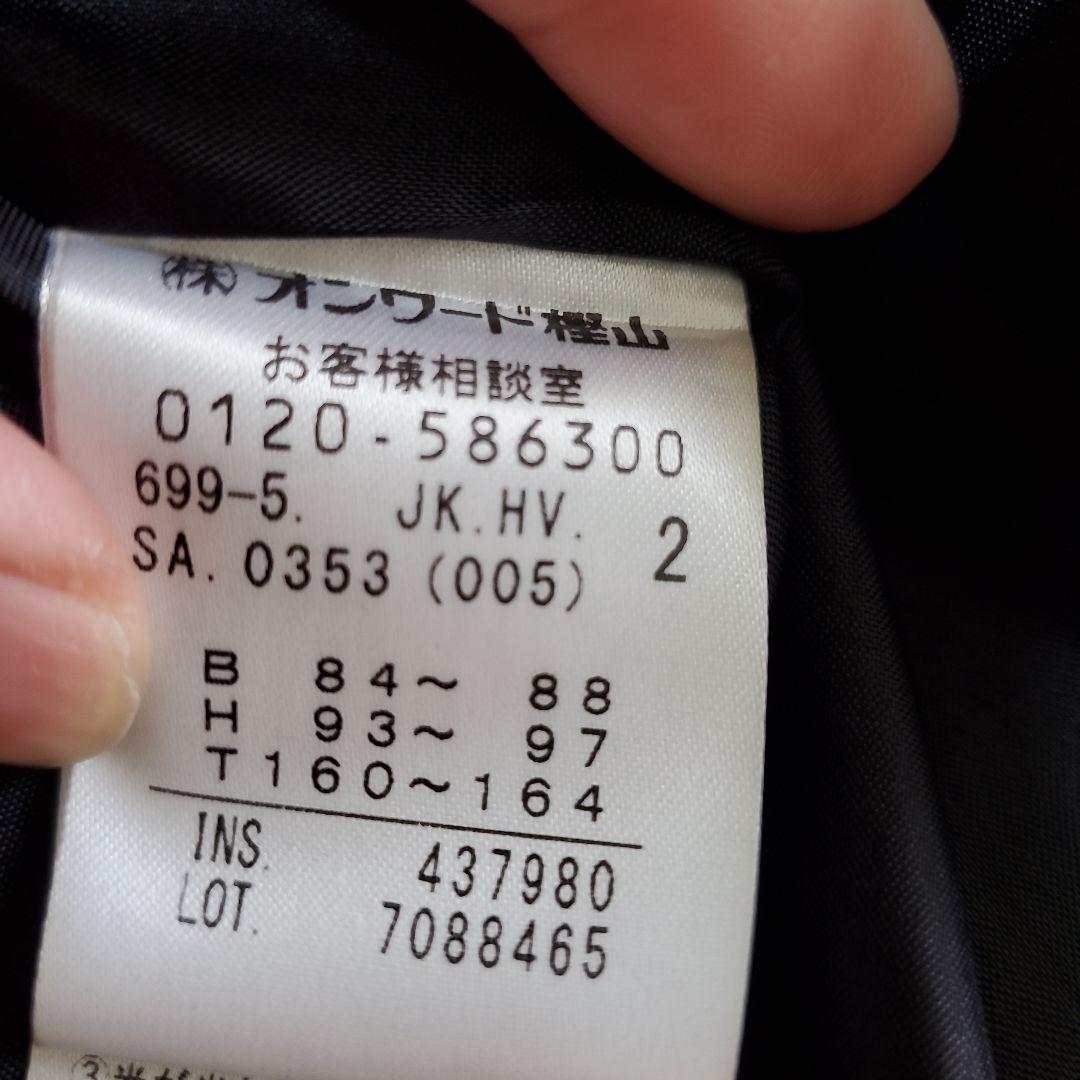 ㈱オンワード樫山
お客様相談室
0120-586300
699-5. JK.HV. 2
SA. 0353 (005)
B 84～ 88
H 93～ 97
T160～164
INS. 437980
LOT. 7088465